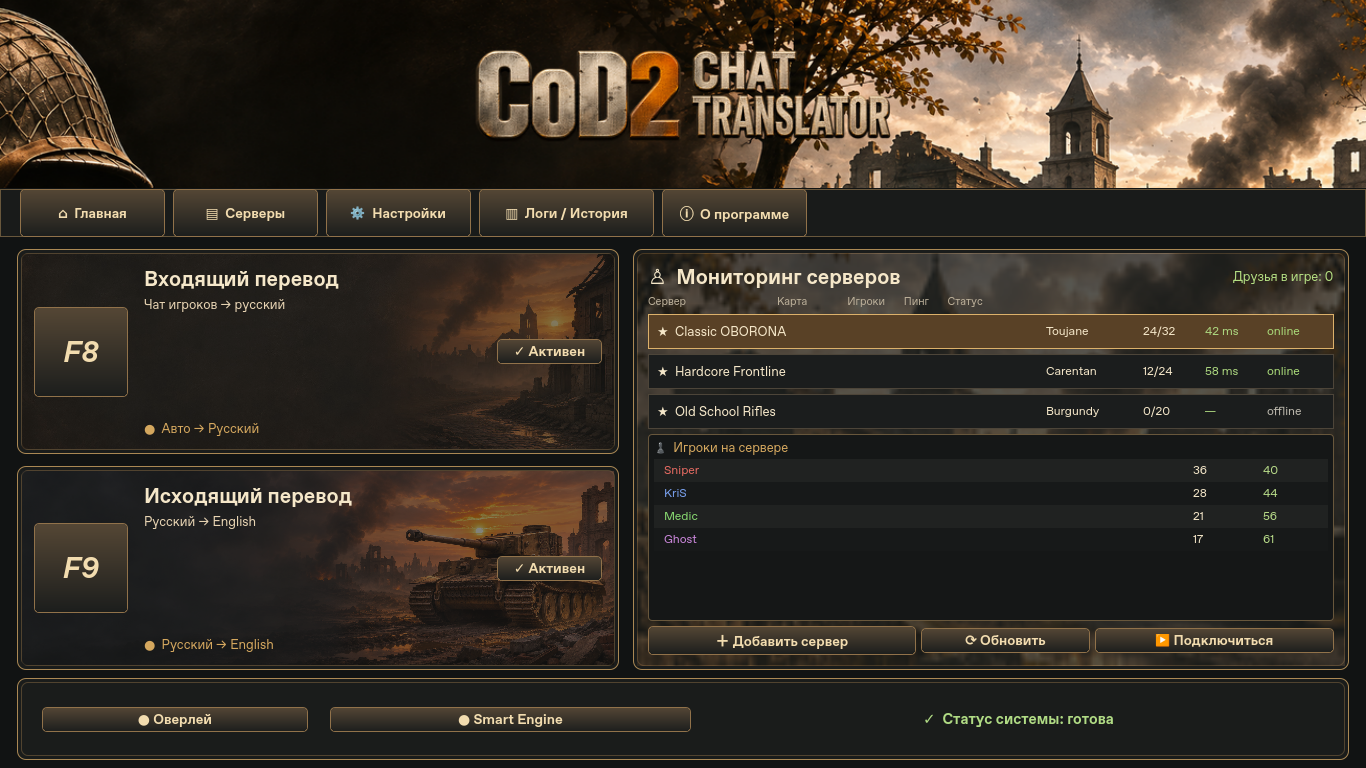 CoD2 CHAT TRANSLATOR
Главная
Серверы
Настройки
Логи / История
О программе
F8
Входящий перевод
Чат игроков → русский
✓ Активен
Авто → Русский
F9
Исходящий перевод
Русский → English
✓ Активен
Русский → English
Мониторинг серверов
Друзья в игре: 0
Сервер Карта Игроки Пинг Статус
★ Classic OBORONA Toujane 24/32 42 ms online
★ Hardcore Frontline Carentan 12/24 58 ms online
★ Old School Rifles Burgundy 0/20 — offline
Игроки на сервере
Sniper 36 40
KriS 28 44
Medic 21 56
Ghost 17 61
+ Добавить сервер
⟳ Обновить
▶ Подключиться
● Оверлей
● Smart Engine
✓ Статус системы: готова